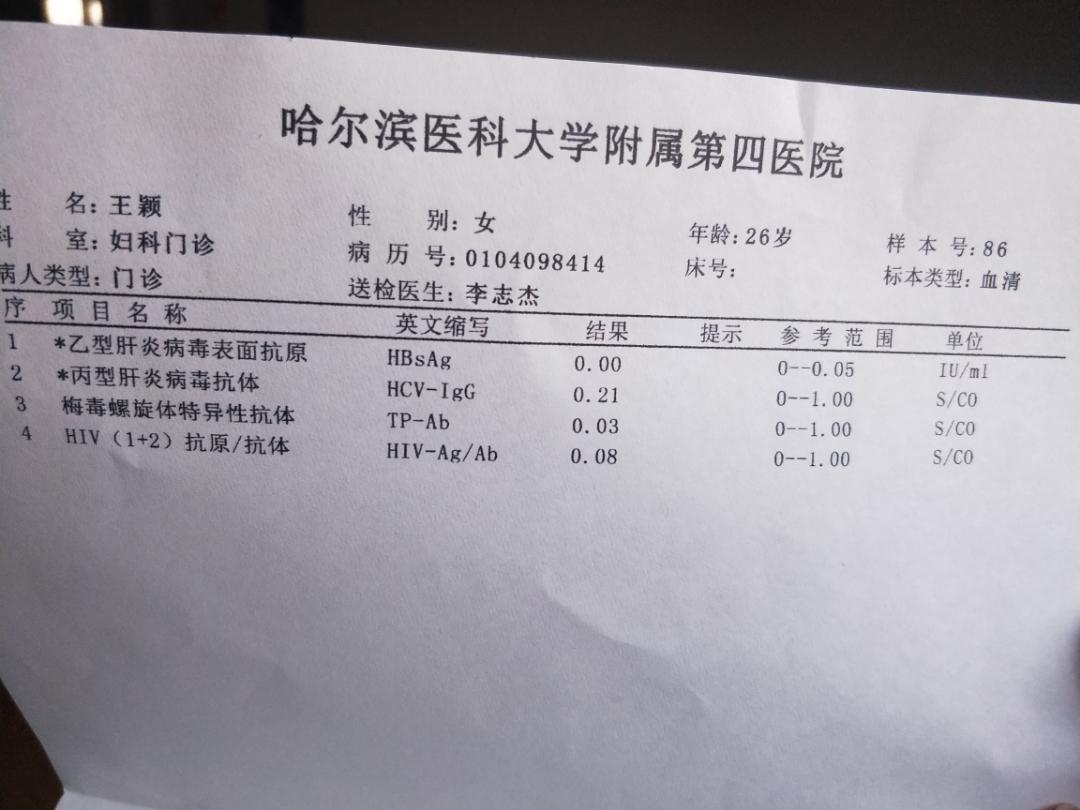 哈尔滨医科大学附属第四医院
姓 名：王颖 性 别：女 年龄：26岁 样 本 号：86
科 室：妇科门诊 病 历 号：0104098414 床号： 标本类型：血清
病人类型：门诊 送检医生：李志杰
序 项 目 名 称 英文缩写 结果 提示 参 考 范 围 单位
1 *乙型肝炎病毒表面抗原 HBsAg 0.00 0--0.05 IU/ml
2 *丙型肝炎病毒抗体 HCV-IgG 0.21 0--1.00 S/CO
3 梅毒螺旋体特异性抗体 TP-Ab 0.03 0--1.00 S/CO
4 HIV（1+2）抗原/抗体 HIV-Ag/Ab 0.08 0--1.00 S/CO